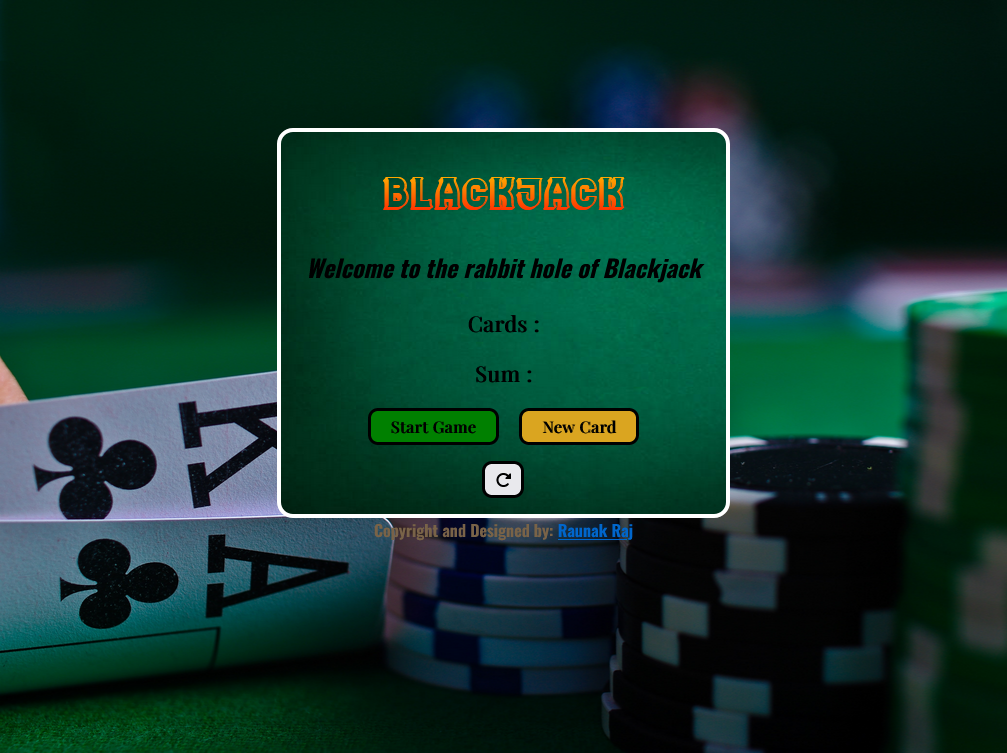 BLACKJACK
Welcome to the rabbit hole of Blackjack
Cards :
Sum :
Start Game
New Card
K
Copyright and Designed by: Raunak Raj
A